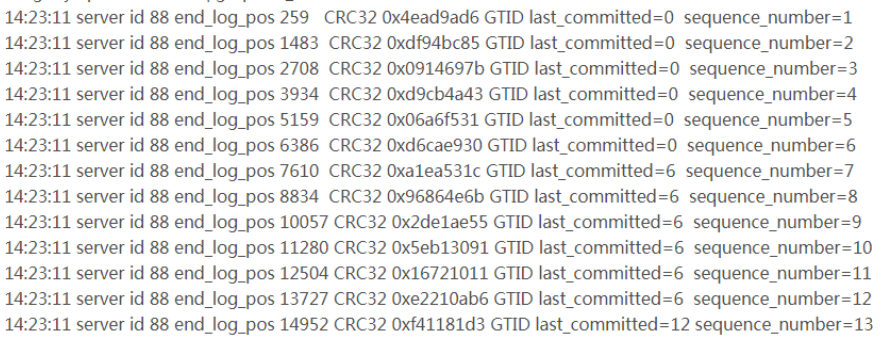 14:23:11 server id 88 end_log_pos 259 CRC32 0x4ead9ad6 GTID last_committed=0 sequence_number=1
14:23:11 server id 88 end_log_pos 1483 CRC32 0xdf94bc85 GTID last_committed=0 sequence_number=2
14:23:11 server id 88 end_log_pos 2708 CRC32 0x0914697b GTID last_committed=0 sequence_number=3
14:23:11 server id 88 end_log_pos 3934 CRC32 0xd9cb4a43 GTID last_committed=0 sequence_number=4
14:23:11 server id 88 end_log_pos 5159 CRC32 0x06a6f531 GTID last_committed=0 sequence_number=5
14:23:11 server id 88 end_log_pos 6386 CRC32 0xd6cae930 GTID last_committed=0 sequence_number=6
14:23:11 server id 88 end_log_pos 7610 CRC32 0xa1ea531c GTID last_committed=6 sequence_number=7
14:23:11 server id 88 end_log_pos 8834 CRC32 0x96864e6b GTID last_committed=6 sequence_number=8
14:23:11 server id 88 end_log_pos 10057 CRC32 0x2de1ae55 GTID last_committed=6 sequence_number=9
14:23:11 server id 88 end_log_pos 11280 CRC32 0x5eb13091 GTID last_committed=6 sequence_number=10
14:23:11 server id 88 end_log_pos 12504 CRC32 0x16721011 GTID last_committed=6 sequence_number=11
14:23:11 server id 88 end_log_pos 13727 CRC32 0xe2210ab6 GTID last_committed=6 sequence_number=12
14:23:11 server id 88 end_log_pos 14952 CRC32 0xf41181d3 GTID last_committed=12 sequence_number=13